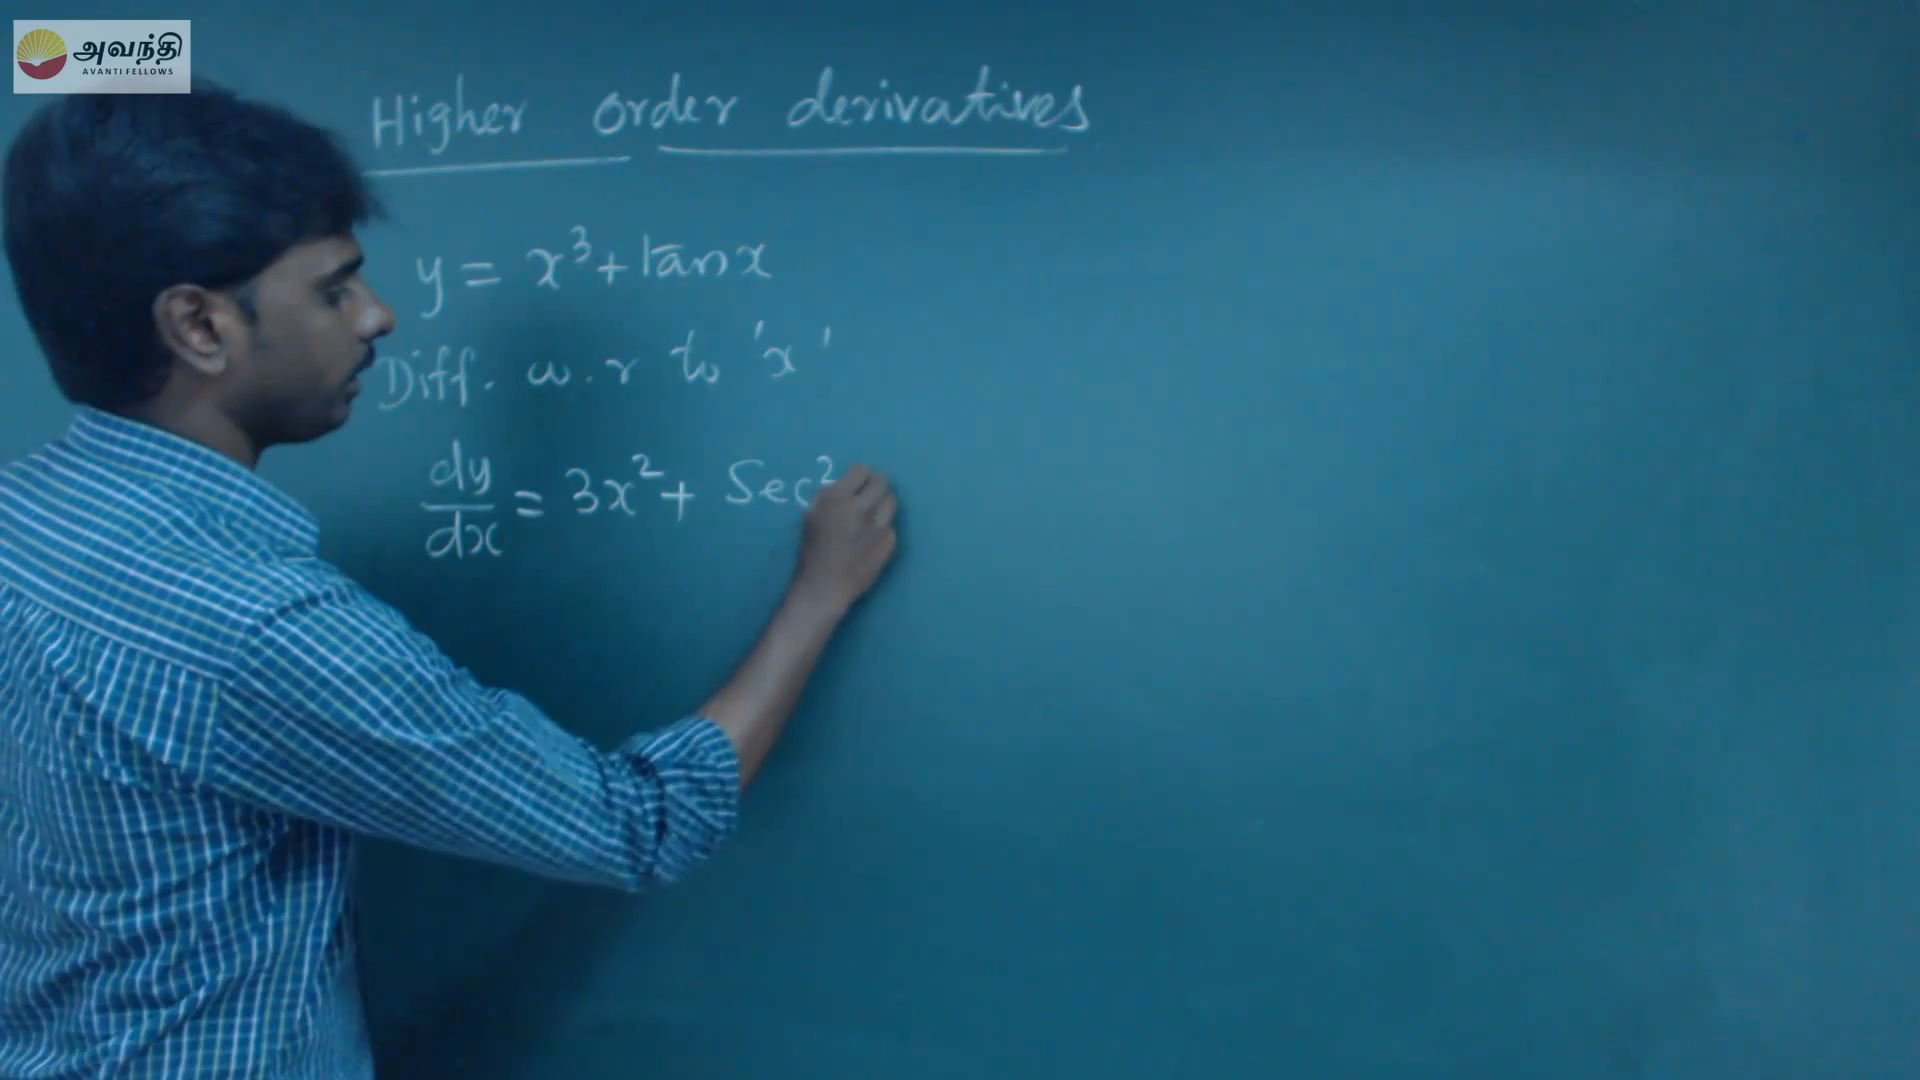 அவந்தி
AVANTI FELLOWS
Higher order derivatives
y = x³ + tan x
Diff. w.r to 'x'
dy/dx = 3x² + Sec²